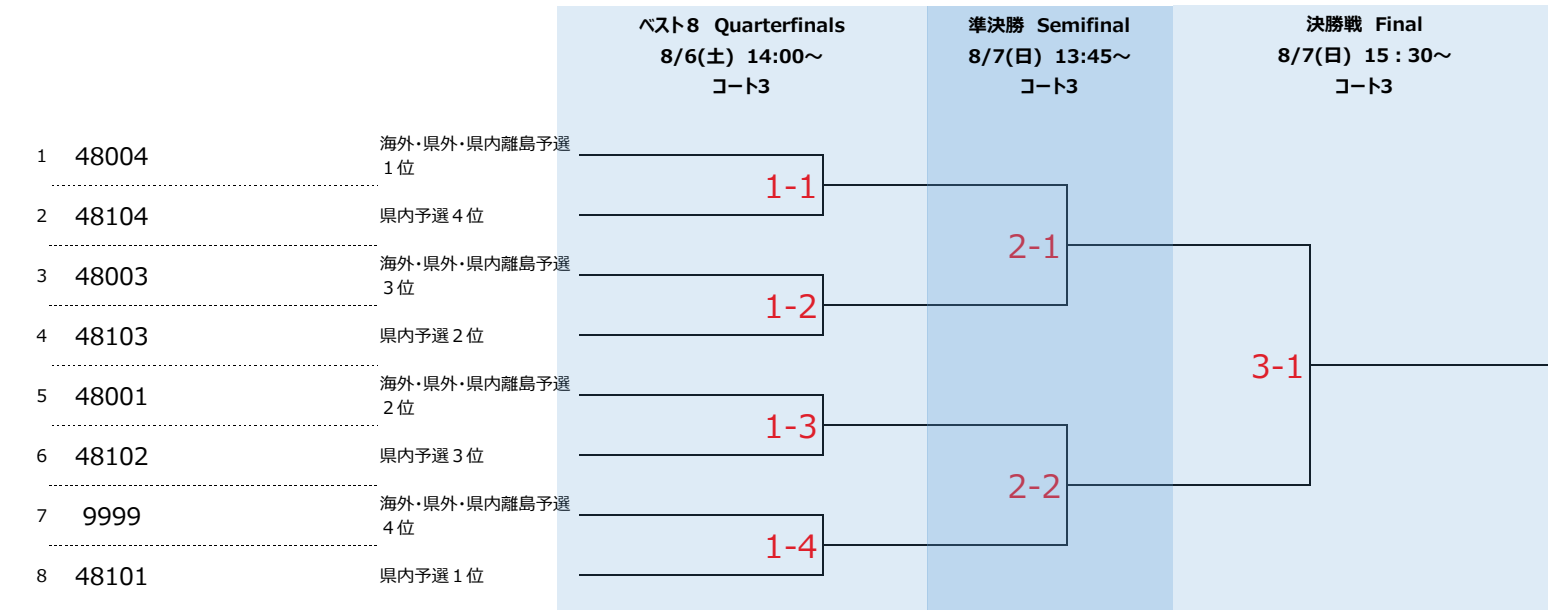 ベスト８ Quarterfinals
8/6(土) 14:00～
コート3
準決勝 Semifinal
8/7(日) 13:45～
コート3
決勝戦 Final
8/7(日) 15：30～
コート3
1 48004 海外・県外・県内離島予選
１位
1-1
2 48104 県内予選４位
2-1
3 48003 海外・県外・県内離島予選
３位
1-2
4 48103 県内予選２位
3-1
5 48001 海外・県外・県内離島予選
２位
1-3
6 48102 県内予選３位
2-2
7 9999 海外・県外・県内離島予選
４位
1-4
8 48101 県内予選１位